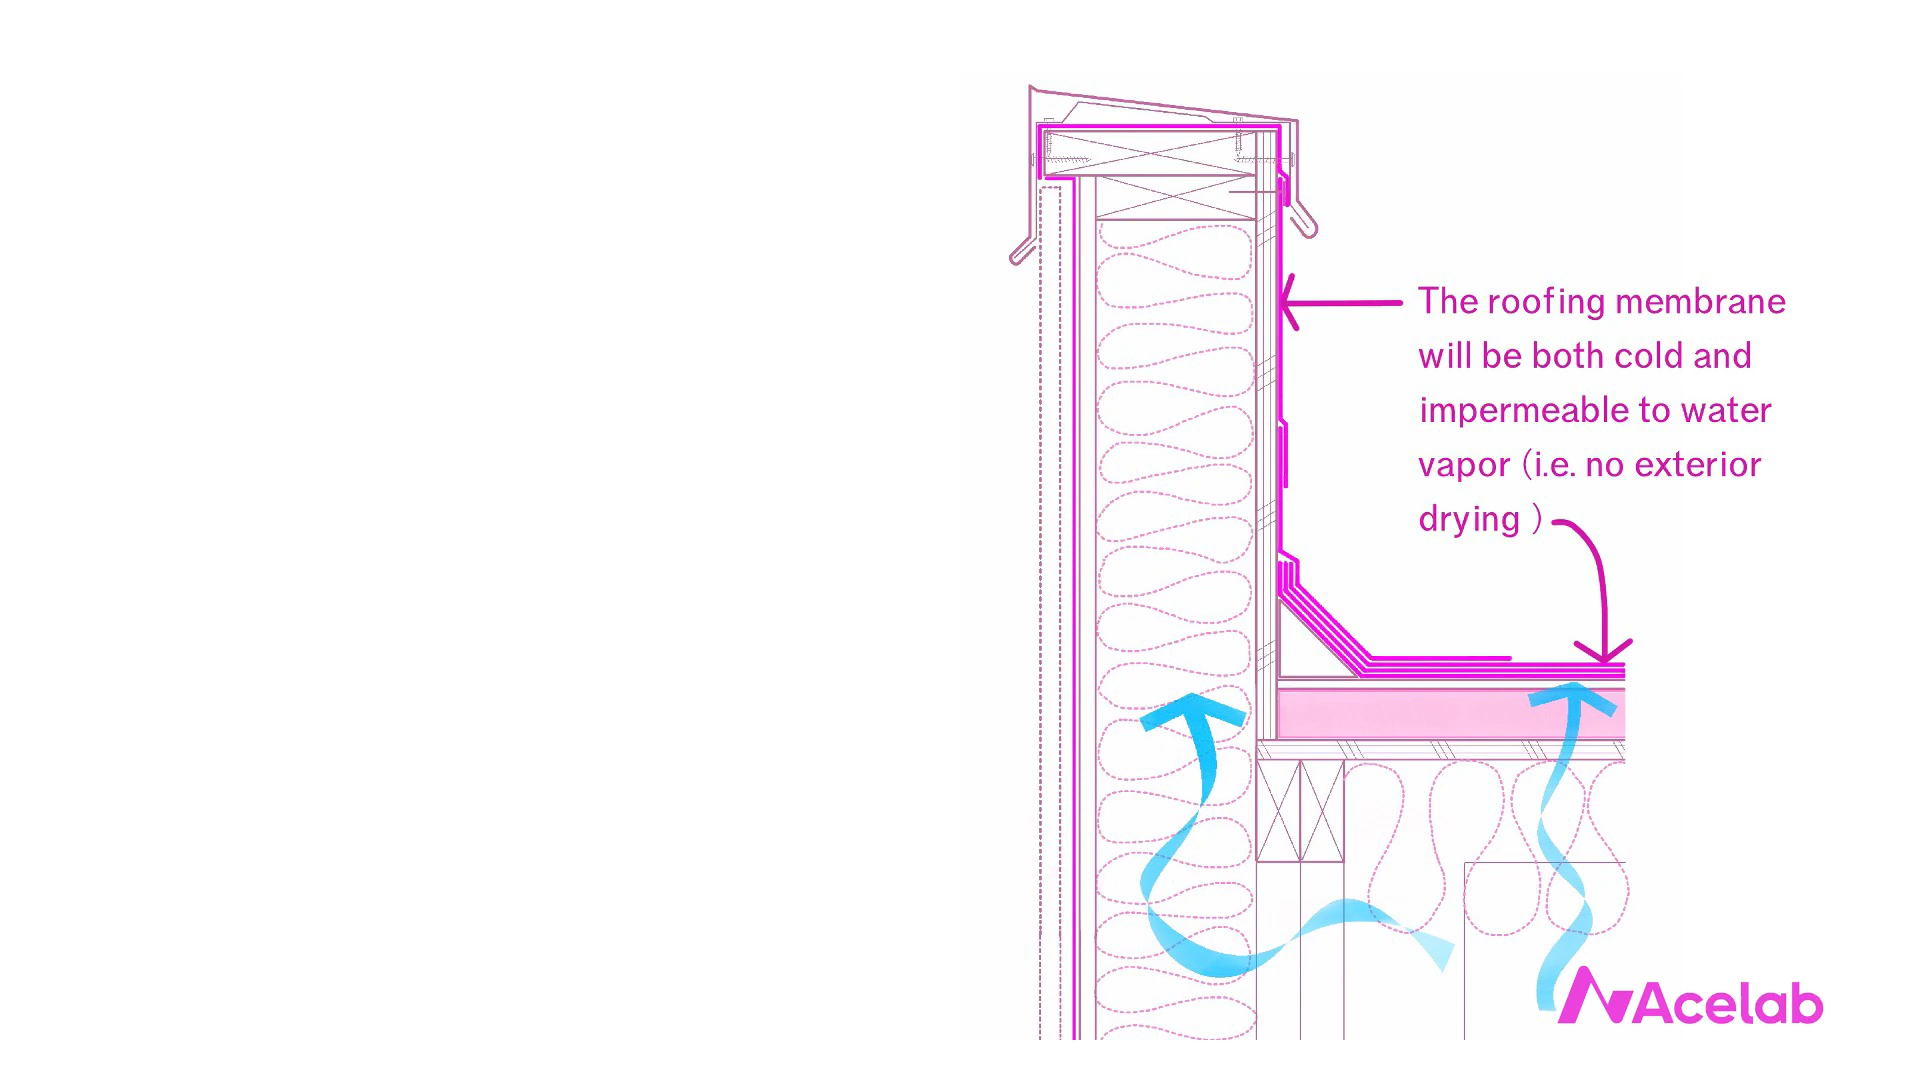 The roofing membrane
will be both cold and
impermeable to water
vapor (i.e. no exterior
drying )
Acelab